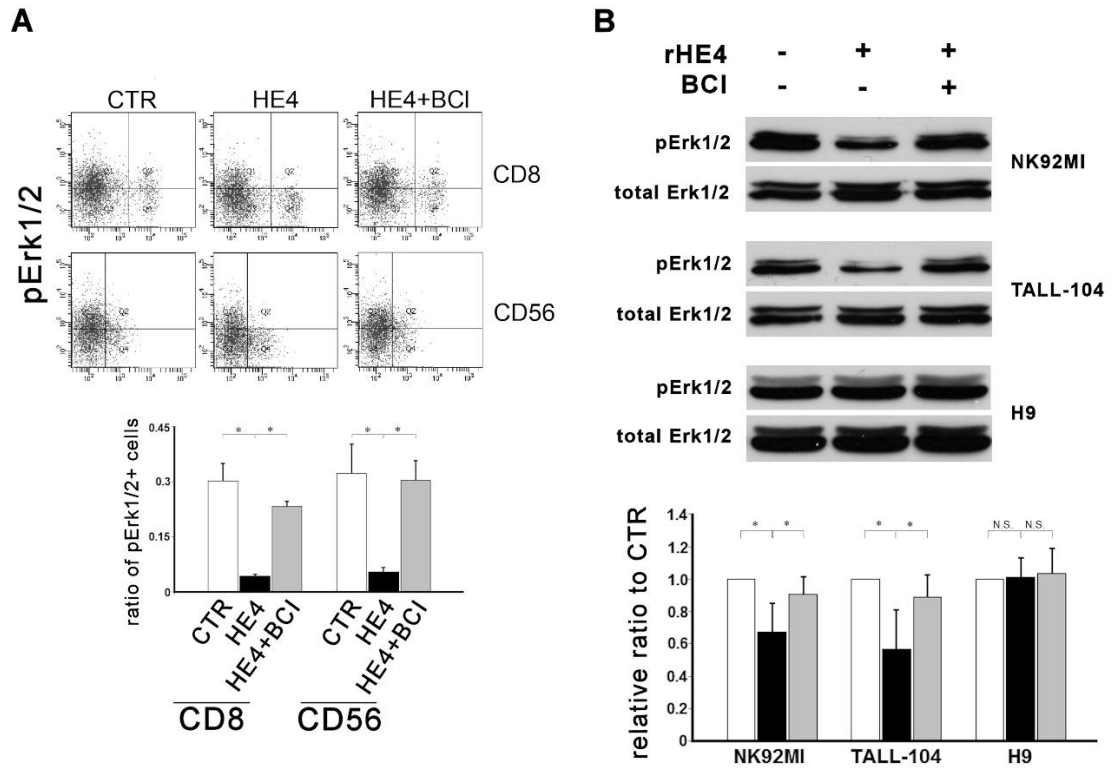 A
CTR HE4 HE4+BCI
pErk1/2
CD8
CD56
Q2
Q4
ratio of pErk1/2+ cells
0.45
0.3
0.15
0
* * * *
CTR
HE4
HE4+BCI
CTR
HE4
HE4+BCI
CD8 CD56
B
rHE4 - + +
BCI - - +
pErk1/2
total Erk1/2
NK92MI
pErk1/2
total Erk1/2
TALL-104
pErk1/2
total Erk1/2
H9
relative ratio to CTR
1.4
1.2
1.0
0.8
0.6
0.4
0.2
0
* * * * N.S. N.S.
NK92MI TALL-104 H9